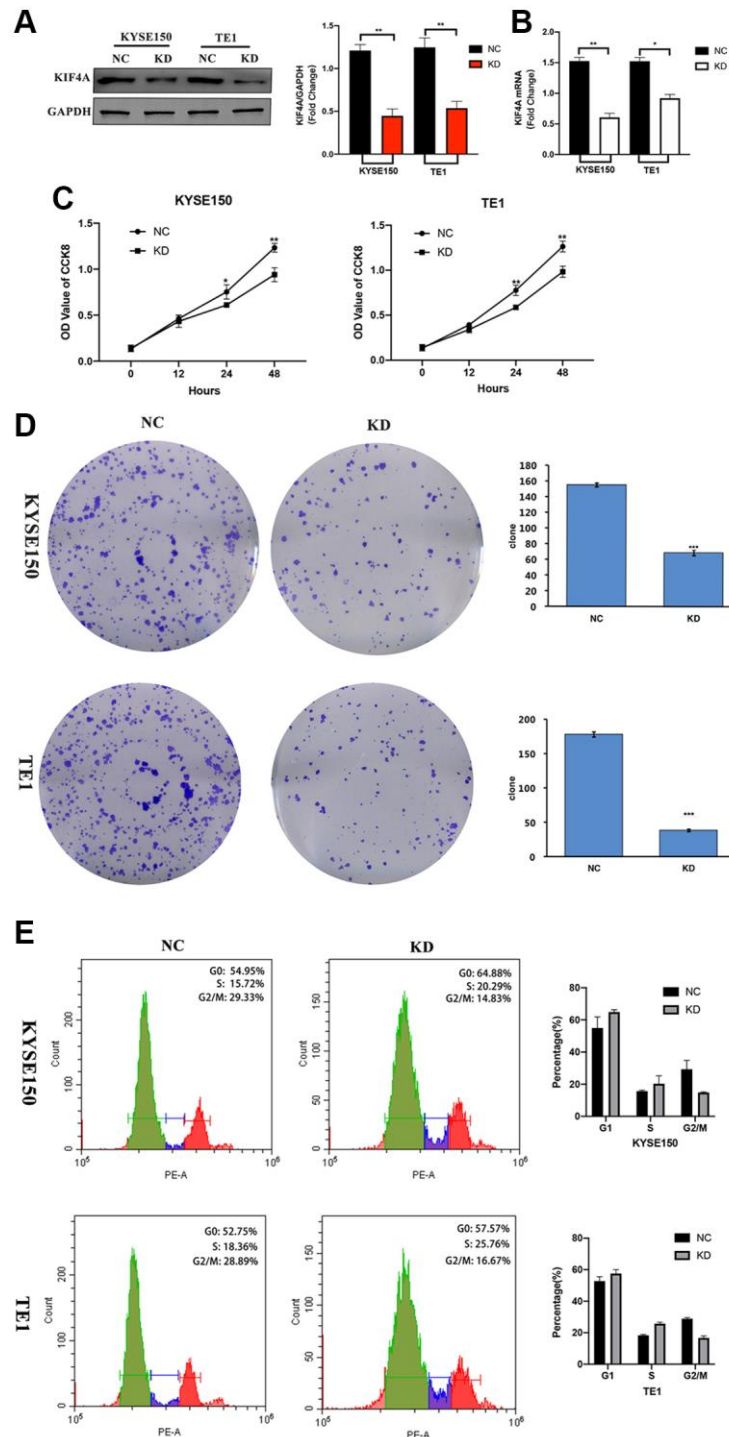 A
KYSE150 TE1
NC KD NC KD
KIF4A
GAPDH
KIF4A/GAPDH
(Fold Change)
1.5
1.0
0.5
0.0
** **
NC
KD
KYSE150 TE1
B
KIF4A mRNA
(Fold Change)
2.0
1.5
1.0
0.5
0.0
** *
NC
KD
KYSE150 TE1
C
KYSE150
OD Value of CCK8
1.5
1.0
0.5
0.0
NC
KD
* **
0 12 24 48
Hours
TE1
OD Value of CCK8
1.5
1.0
0.5
0.0
NC
KD
** **
0 12 24 48
Hours
D
NC KD
KYSE150
clone
180
160
140
120
100
80
60
40
20
0
***
NC KD
TE1
clone
200
150
100
50
0
***
NC KD
E
NC KD
KYSE150
G0: 54.95%
S: 15.72%
G2/M: 29.33%
Count
200
100
50
0
10⁵ 10⁶
PE-A
G0: 64.88%
S: 20.29%
G2/M: 14.83%
Count
150
100
50
0
10⁵ 10⁶
PE-A
Percentage(%)
80
60
40
20
0
NC
KD
G1 S G2/M
KYSE150
TE1
G0: 52.75%
S: 18.36%
G2/M: 28.89%
Count
200
100
50
0
10⁵ 10⁶
PE-A
G0: 57.57%
S: 25.76%
G2/M: 16.67%
Count
150
100
50
30
0
10⁵ 10⁶
PE-A
Percentage(%)
80
60
40
20
0
NC
KD
G1 S G2/M
TE1